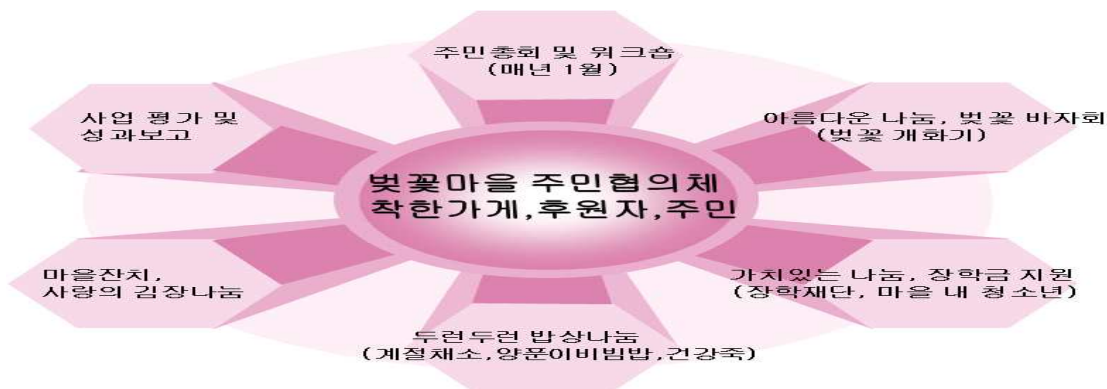 주민총회 및 워크숍
(매년 1월)
사업 평가 및
성과보고
아름다운 나눔, 벚꽃 바자회
(벚꽃 개화기)
벚꽃마을 주민협의체
착한가게,후원자,주민
마을잔치,
사랑의 김장나눔
가치있는 나눔, 장학금 지원
(장학재단, 마을 내 청소년)
두런두런 밥상나눔
(계절채소,양푼이비빔밥,건강죽)